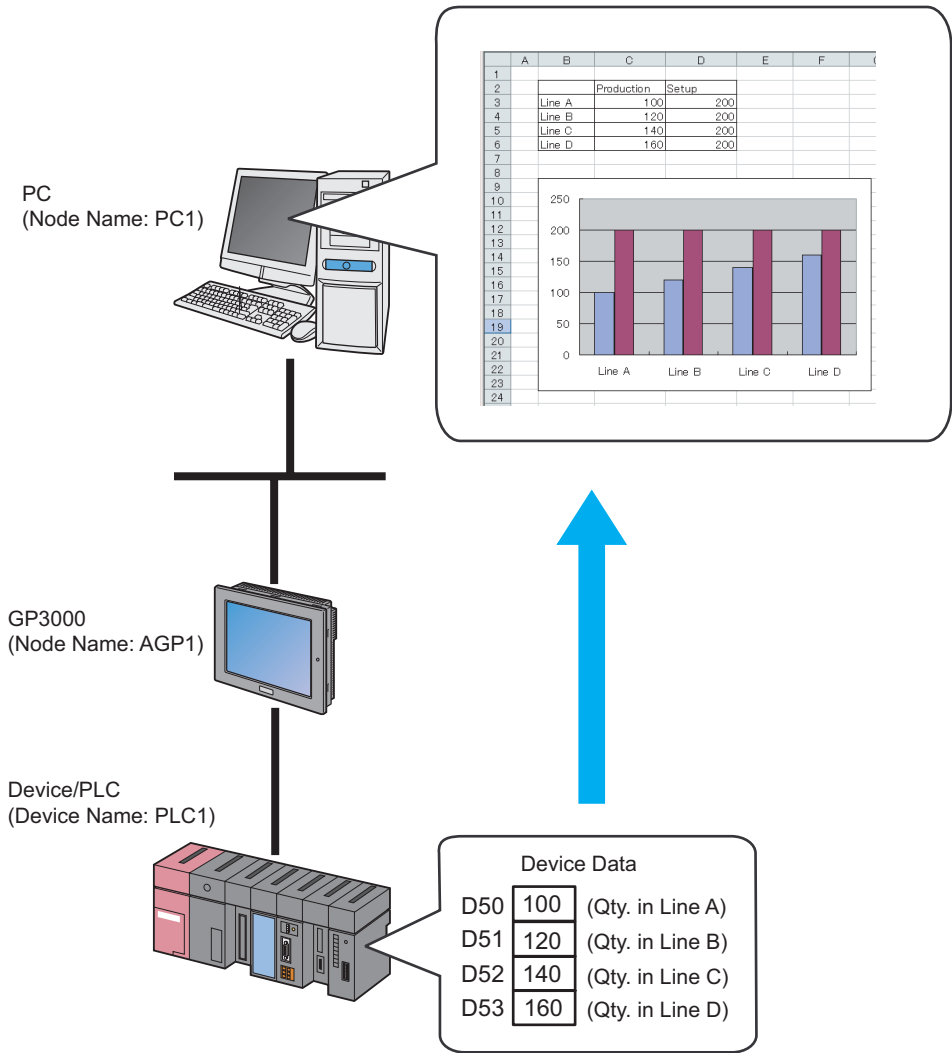 A B C D E F
1
2 Production Setup
3 Line A 100 200
4 Line B 120 200
5 Line C 140 200
6 Line D 160 200
7
8
9
10
11
12
13
14
15
16
17
18
19
20
21
22
23
24
250
200
150
100
50
0
Line A Line B Line C Line D
PC
(Node Name: PC1)
GP3000
(Node Name: AGP1)
Device/PLC
(Device Name: PLC1)
Device Data
D50 100 (Qty. in Line A)
D51 120 (Qty. in Line B)
D52 140 (Qty. in Line C)
D53 160 (Qty. in Line D)